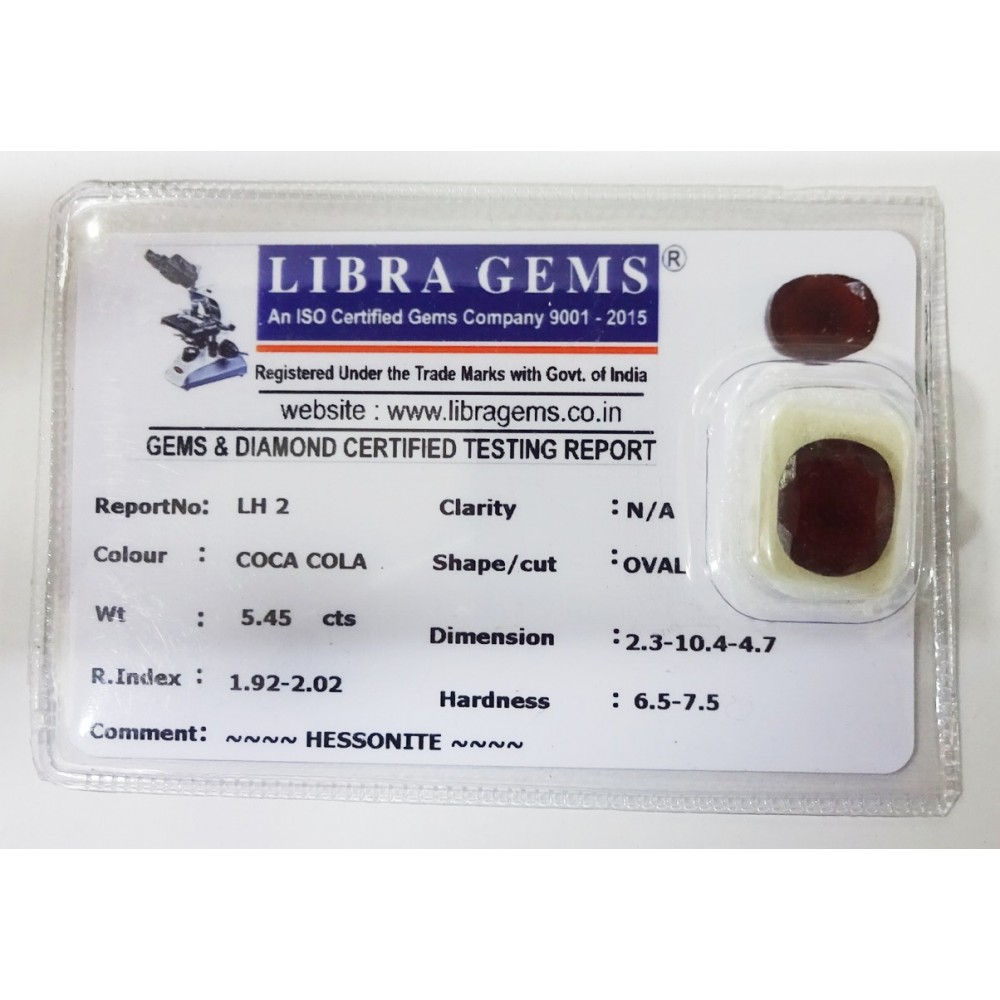 LIBRA GEMS ®
An ISO Certified Gems Company 9001 - 2015
Registered Under the Trade Marks with Govt. of India
website : www.libragems.co.in
GEMS & DIAMOND CERTIFIED TESTING REPORT
ReportNo: LH 2 Clarity : N/A
Colour : COCA COLA Shape/cut : OVAL
Wt : 5.45 cts Dimension : 2.3-10.4-4.7
R.Index : 1.92-2.02 Hardness : 6.5-7.5
Comment: ~~~~ HESSONITE ~~~~